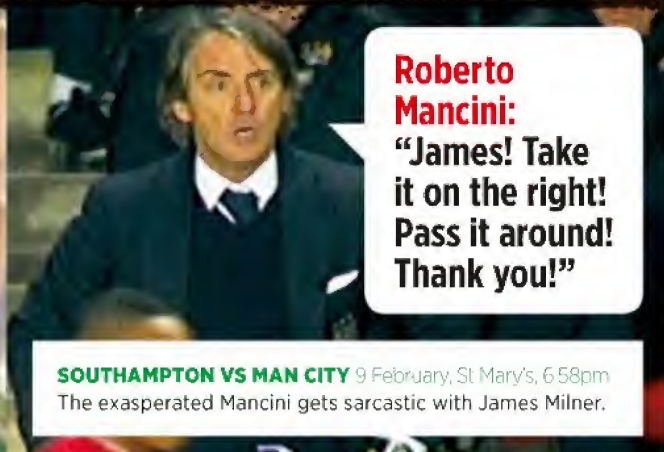 Roberto
Mancini:
“James! Take
it on the right!
Pass it around!
Thank you!”
SOUTHAMPTON VS MAN CITY 9 February, St Mary's, 6 58pm
The exasperated Mancini gets sarcastic with James Milner.